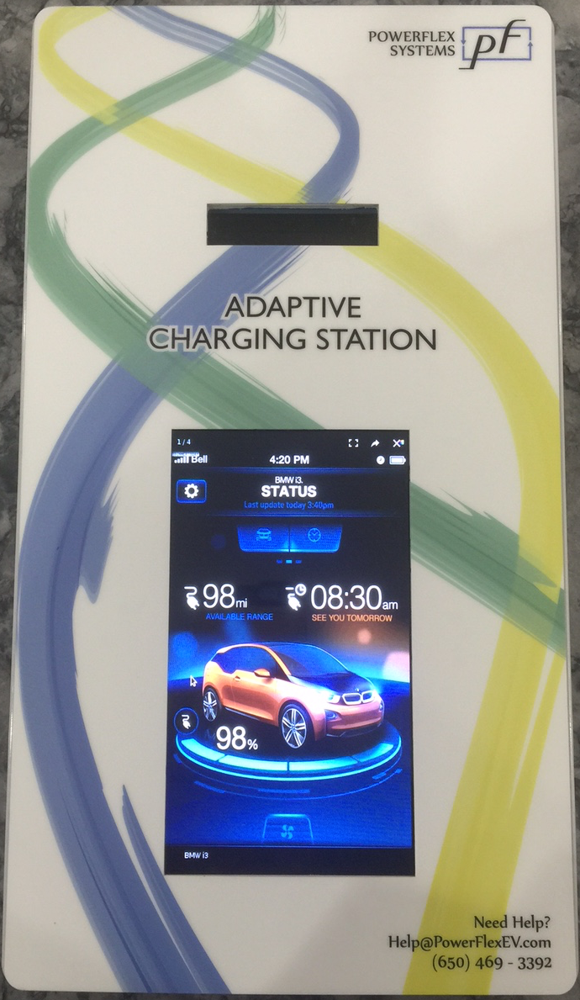 POWERFLEX
SYSTEMS
pf
ADAPTIVE
CHARGING STATION
1/4
Bell 4:20 PM
BMW i3.
STATUS
Last update today 3:40pm
98mi 08:30am
AVAILABLE RANGE SEE YOU TOMORROW
98%
BMW i3
Need Help?
Help@PowerFlexEV.com
(650) 469 - 3392